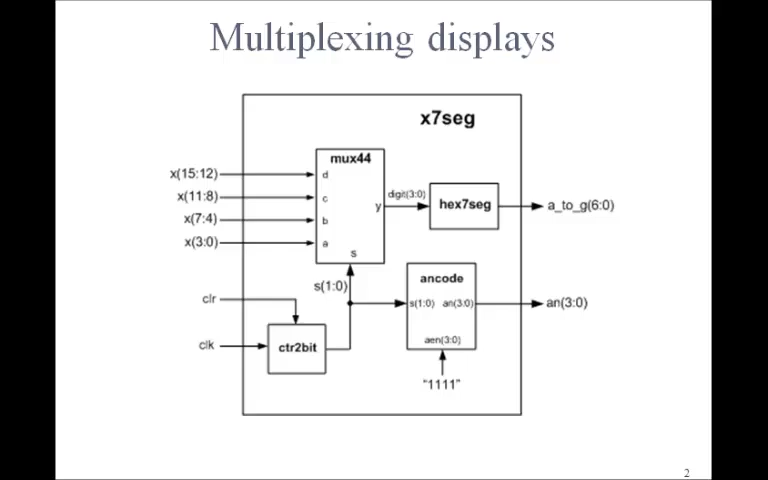 Multiplexing displays
x7seg
mux44
x(15:12)
d
x(11:8)
c
digit(3:0)
x(7:4)
b
y
hex7seg
a_to_g(6:0)
x(3:0)
a
s
ancode
s(1:0)
clr
s(1:0) an(3:0)
an(3:0)
clk
ctr2bit
aen(3:0)
"1111"
2